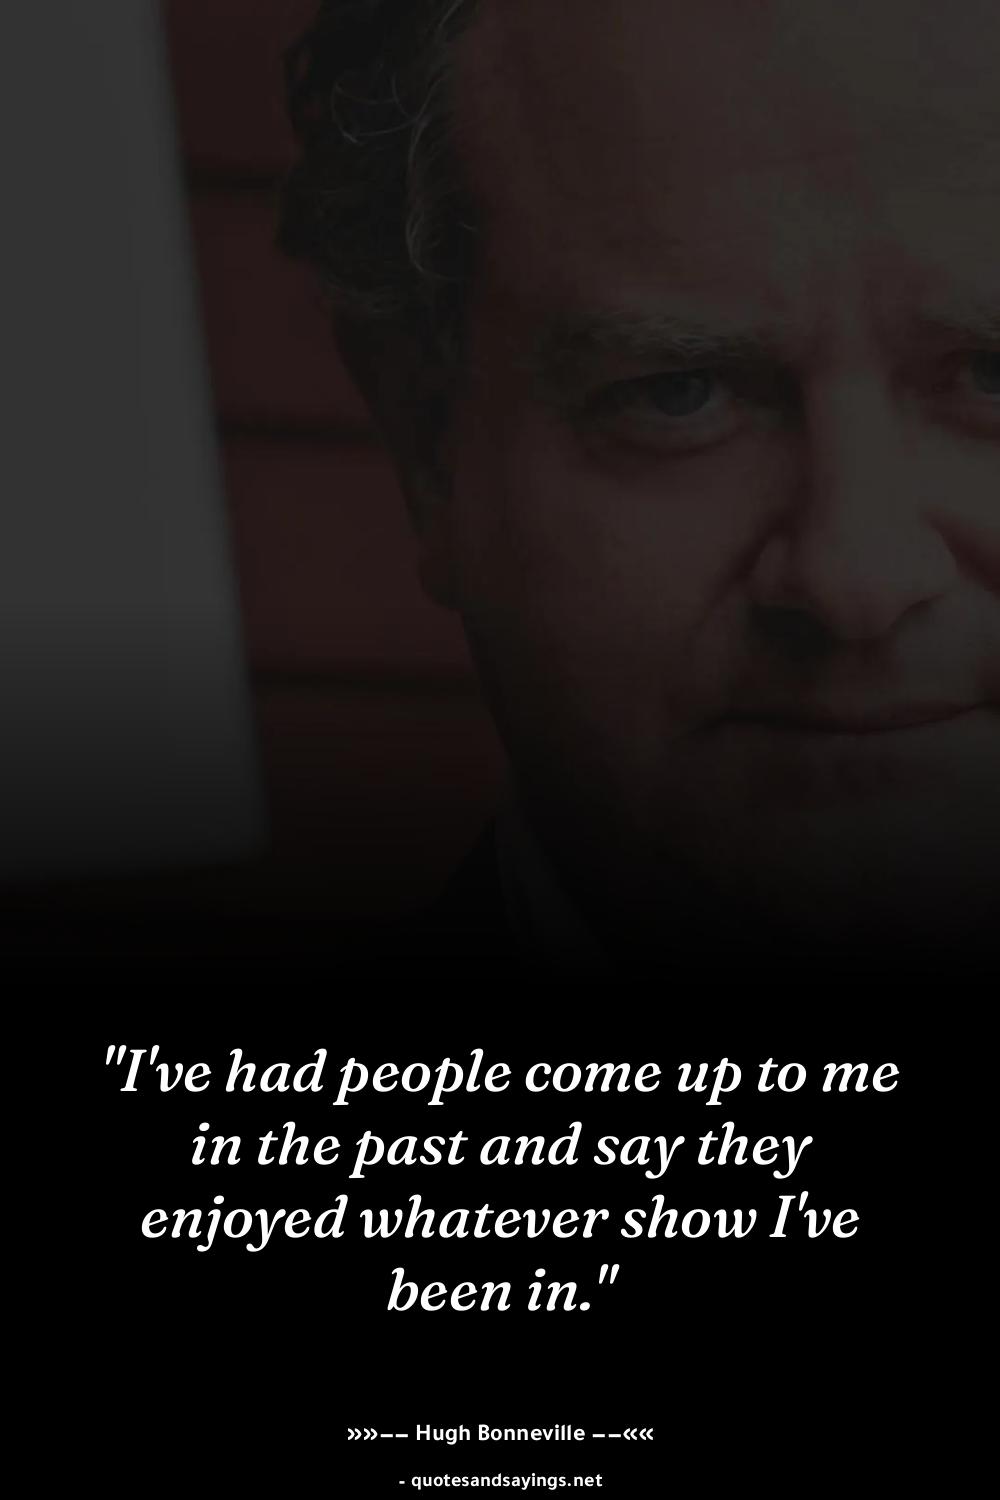 "I've had people come up to me
in the past and say they
enjoyed whatever show I've
been in."
»»–– Hugh Bonneville ––««
- quotesandsayings.net